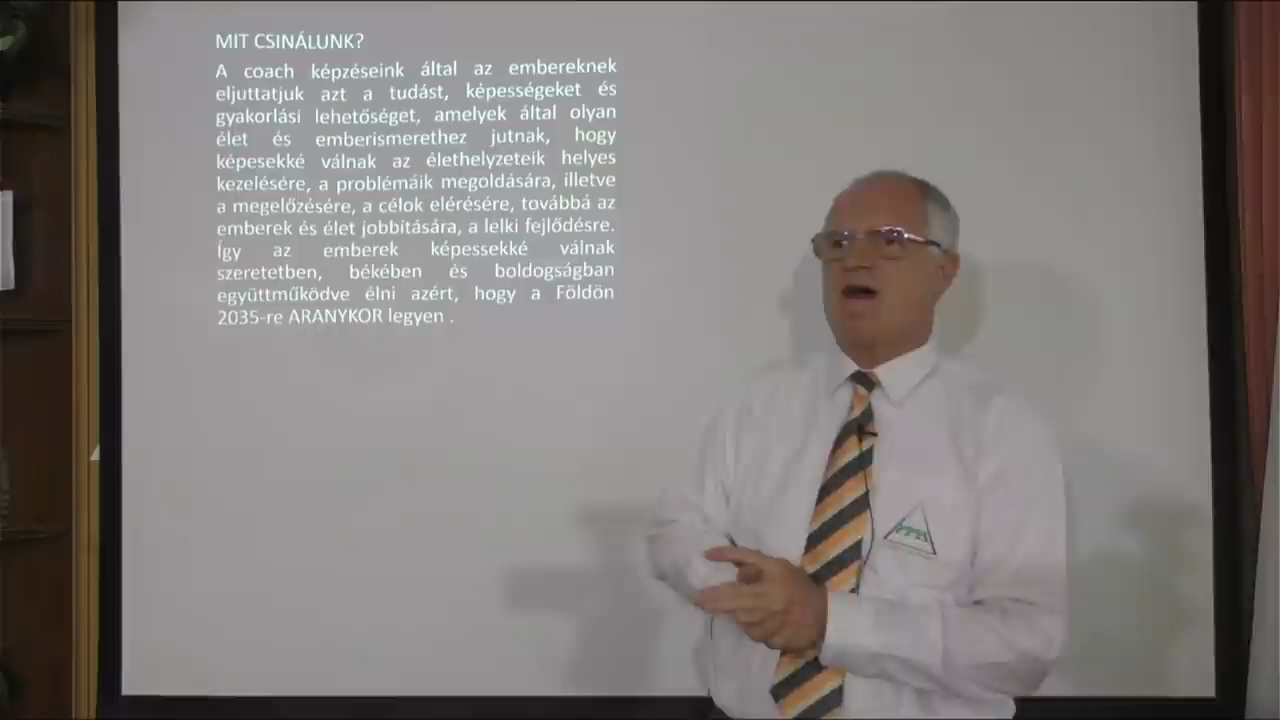 MIT CSINÁLUNK?
A coach képzéseink által az embereknek
eljuttatjuk azt a tudást, képességeket és
gyakorlási lehetőséget, amelyek által olyan
élet és emberismerethez jutnak, hogy
képesekké válnak az élethelyzeteik helyes
kezelésére, a problémáik megoldására, illetve
a megelőzésére, a célok elérésére, továbbá az
emberek és élet jobbítására, a lelki fejlődésre.
Így az emberek képessekké válnak
szeretetben, békében és boldogságban
együttműködve élni azért, hogy a Földön
2035-re ARANYKOR legyen .